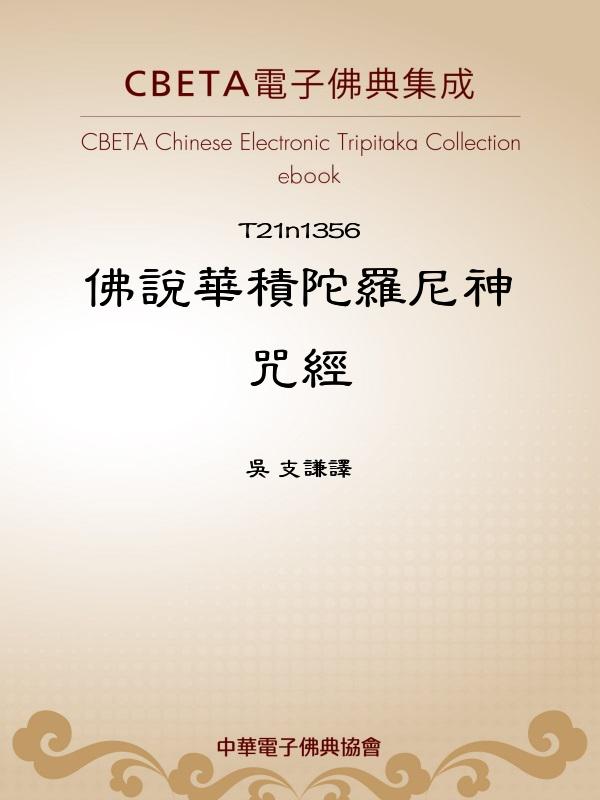 CBETA電子佛典集成
CBETA Chinese Electronic Tripitaka Collection
ebook
T21n1356
佛說華積陀羅尼神
咒經
吳 支謙譯
中華電子佛典協會